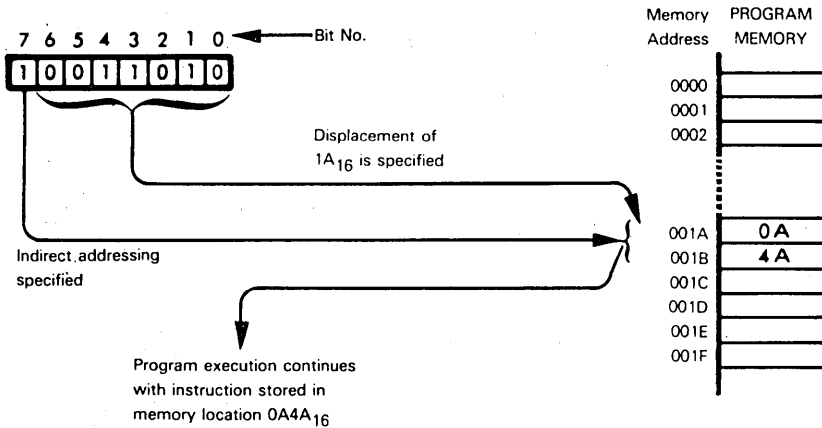 7 6 5 4 3 2 1 0
Bit No.
1 0 0 1 1 0 1 0
Displacement of
1A16 is specified
Indirect addressing
specified
Program execution continues
with instruction stored in
memory location 0A4A16
Memory PROGRAM
Address MEMORY
0000
0001
0002
001A 0A
001B 4A
001C
001D
001E
001F